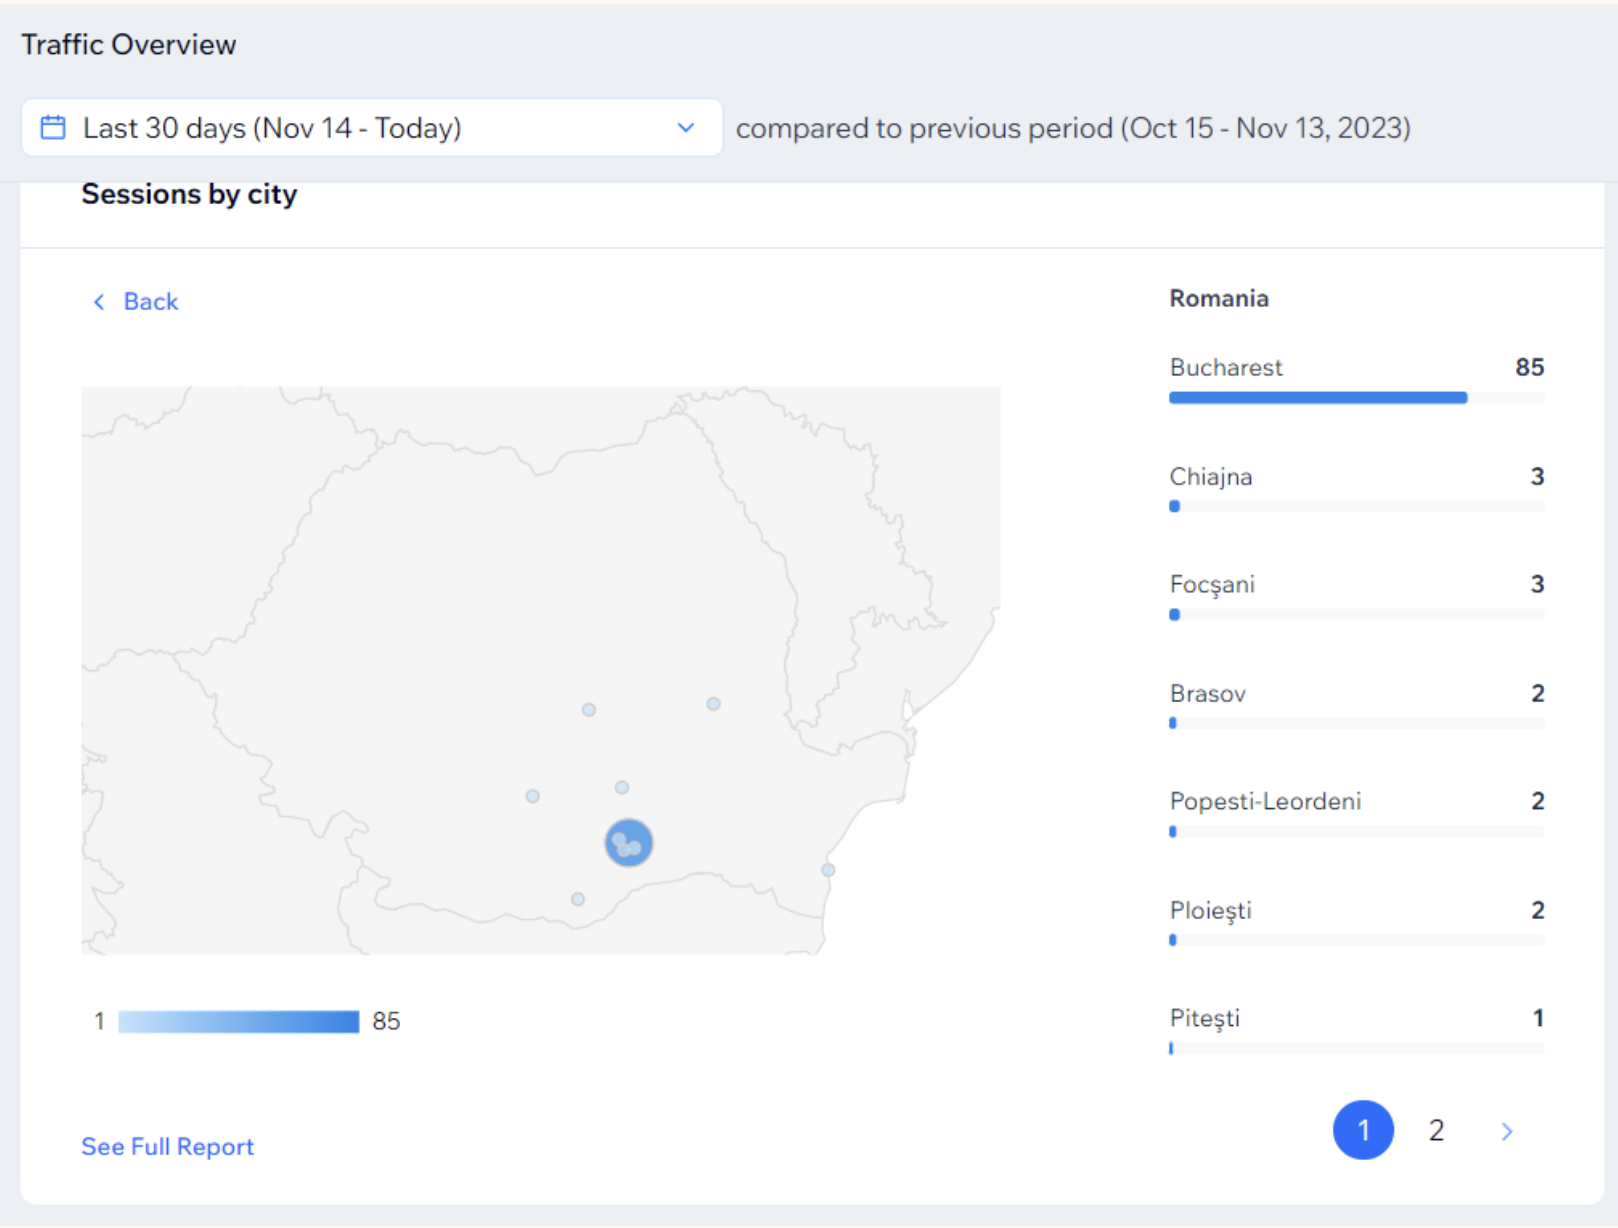 Traffic Overview
Last 30 days (Nov 14 - Today)
compared to previous period (Oct 15 - Nov 13, 2023)
Sessions by city
Back
Romania
Bucharest 85
Chiajna 3
Focşani 3
Brasov 2
Popesti-Leordeni 2
Ploieşti 2
Piteşti 1
1 85
1 2
See Full Report